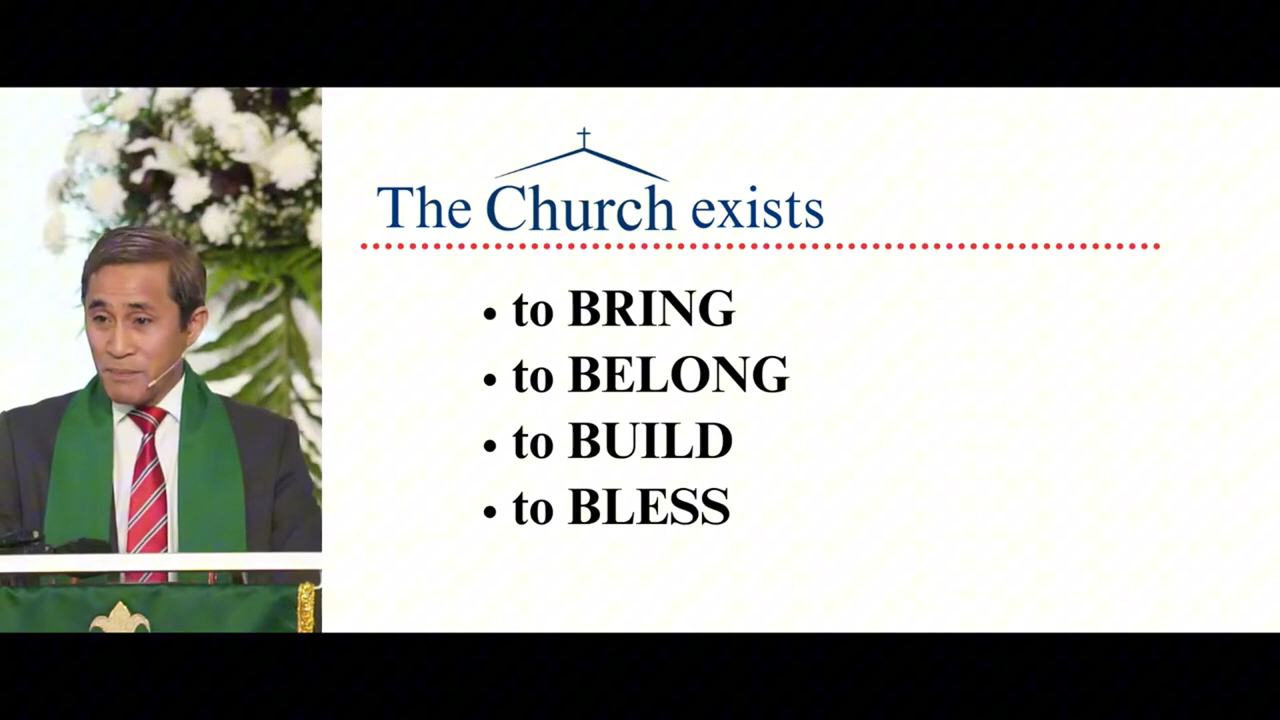 The Church exists
• to BRING
• to BELONG
• to BUILD
• to BLESS